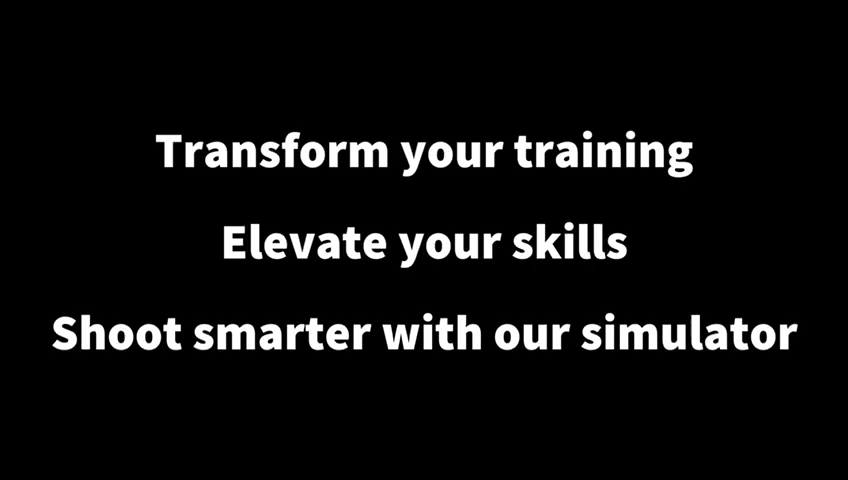 Transform your training
Elevate your skills
Shoot smarter with our simulator